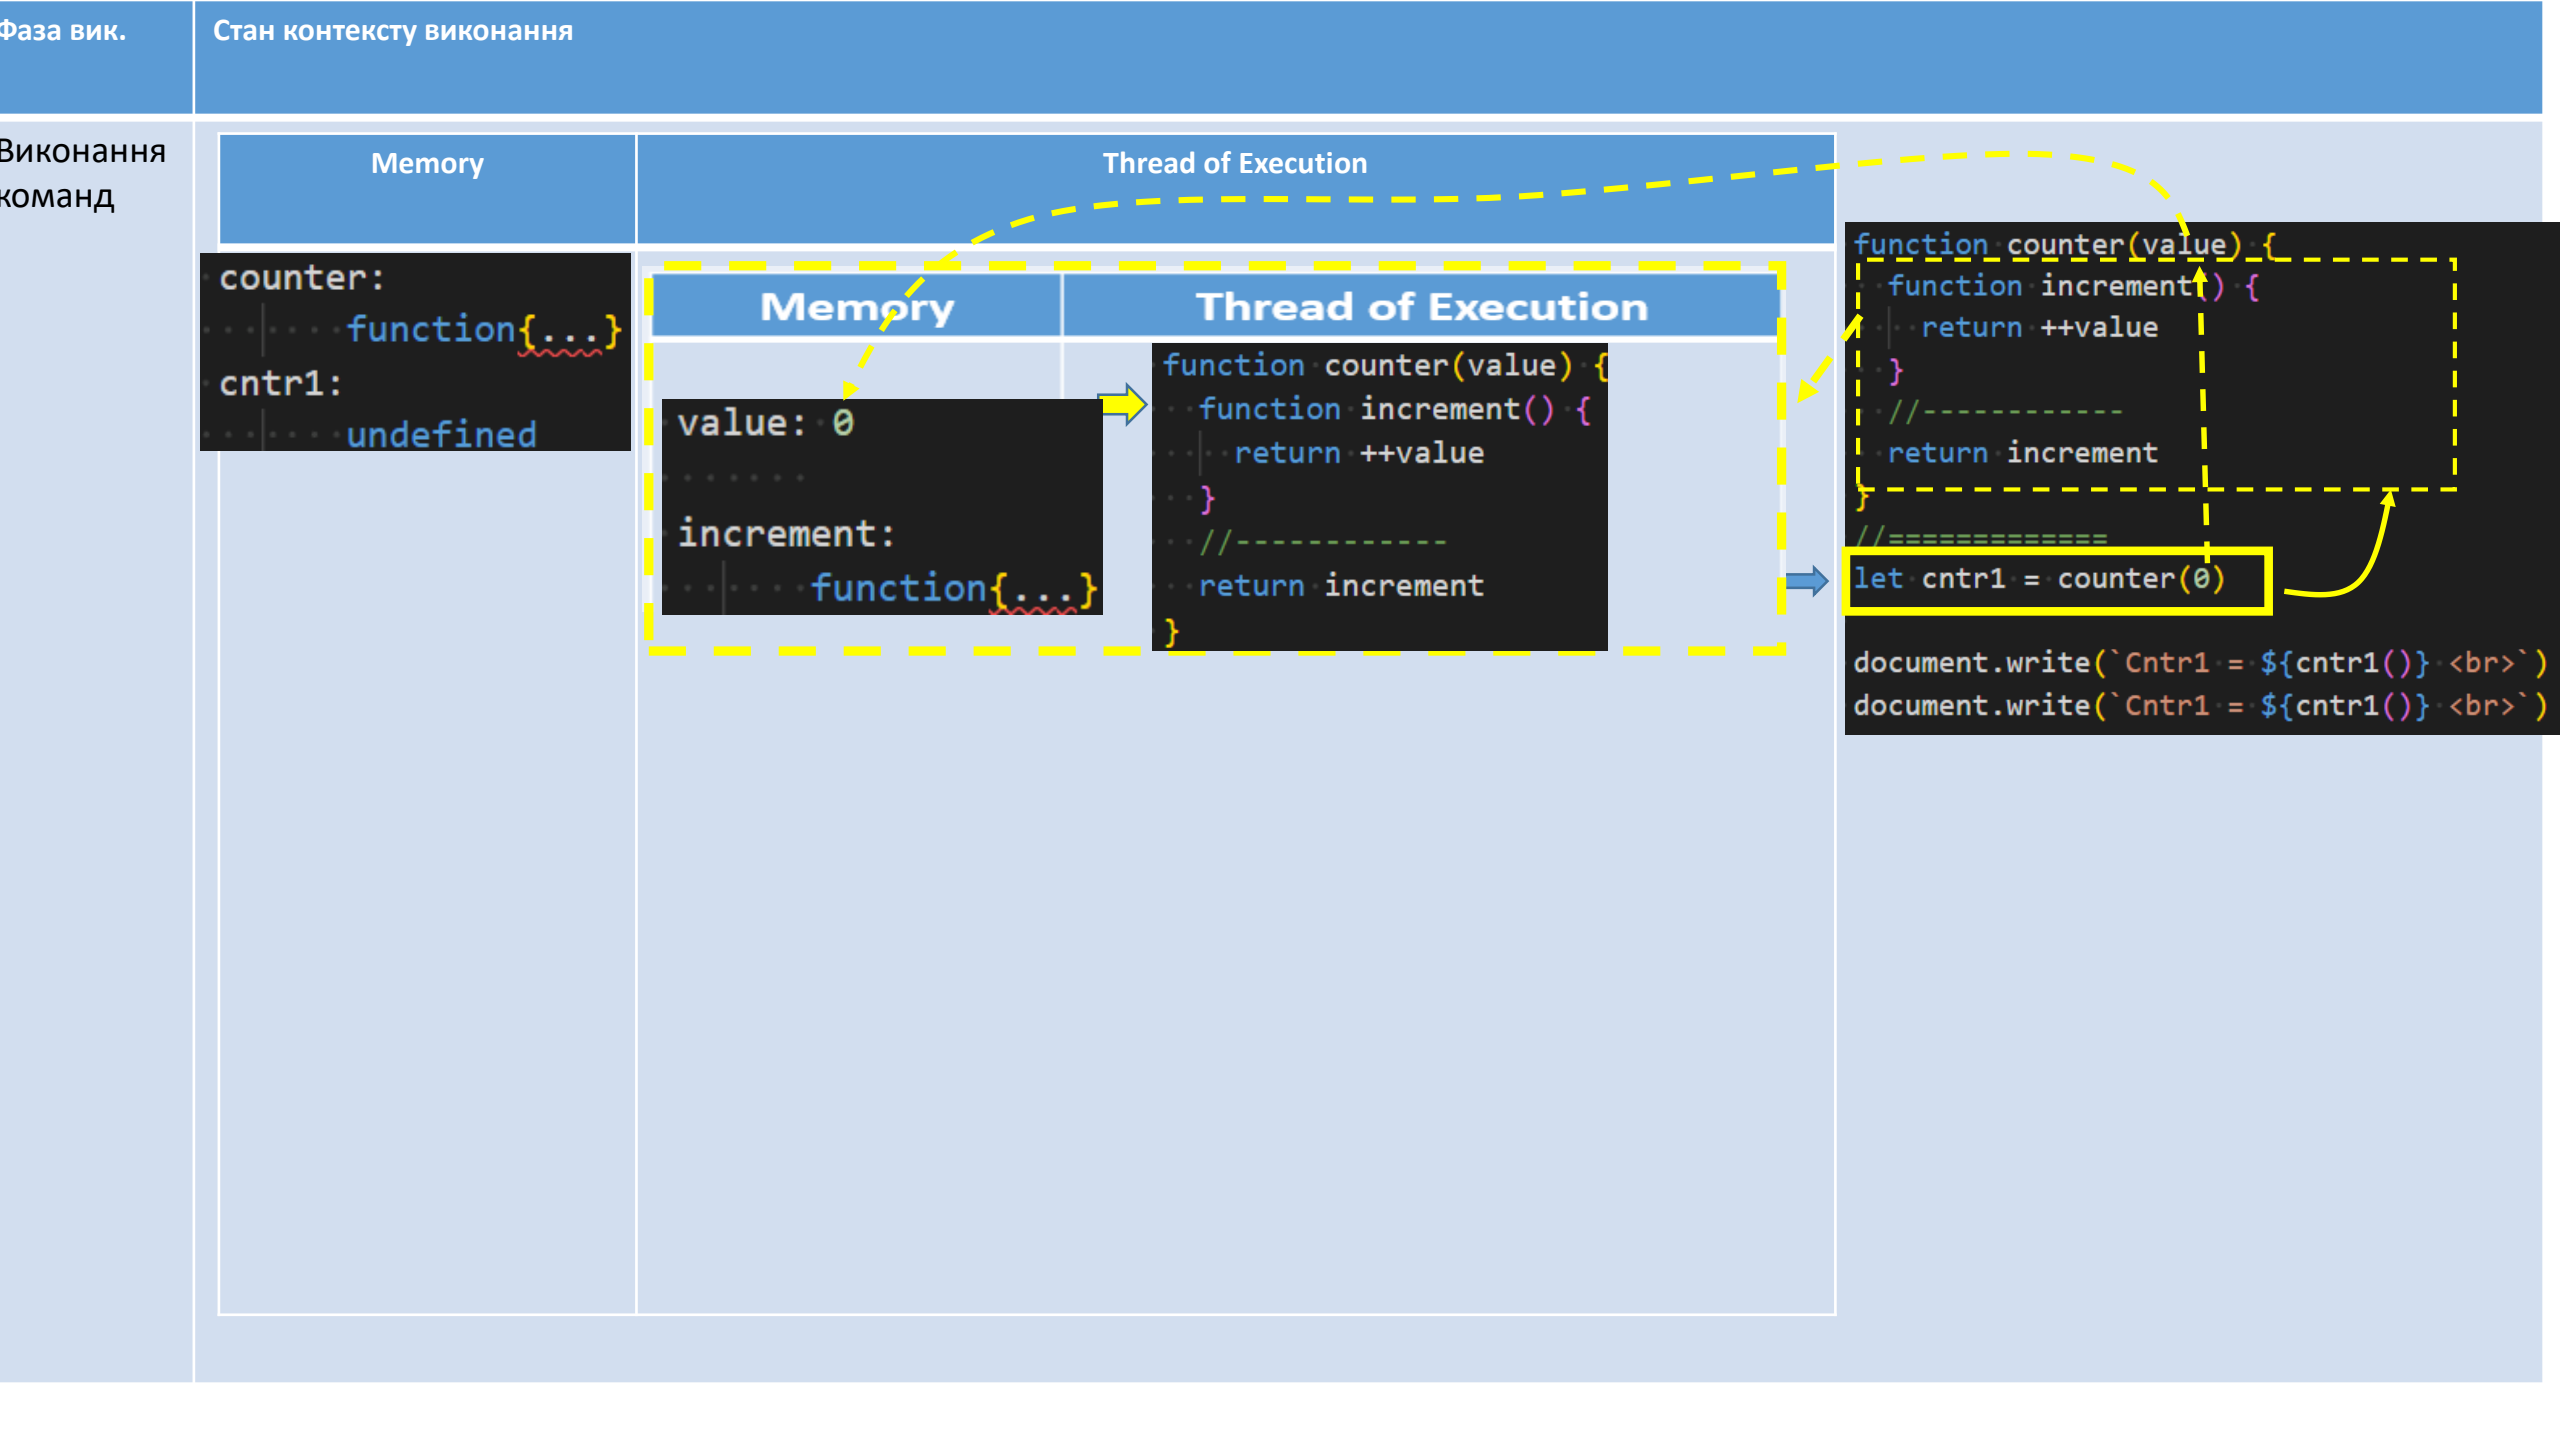 Фаза вик.
Стан контексту виконання
Виконання
команд
Memory
Thread of Execution
counter:
function{...}
cntr1:
undefined
Memory
Thread of Execution
value: 0
increment:
function{...}
function counter(value) {
function increment() {
return ++value
}
//------------
return increment
}
function counter(value) {
function increment() {
return ++value
}
//------------
return increment
}
//=============
let cntr1 = counter(0)
document.write(`Cntr1 = ${cntr1()} <br>`)
document.write(`Cntr1 = ${cntr1()} <br>`)